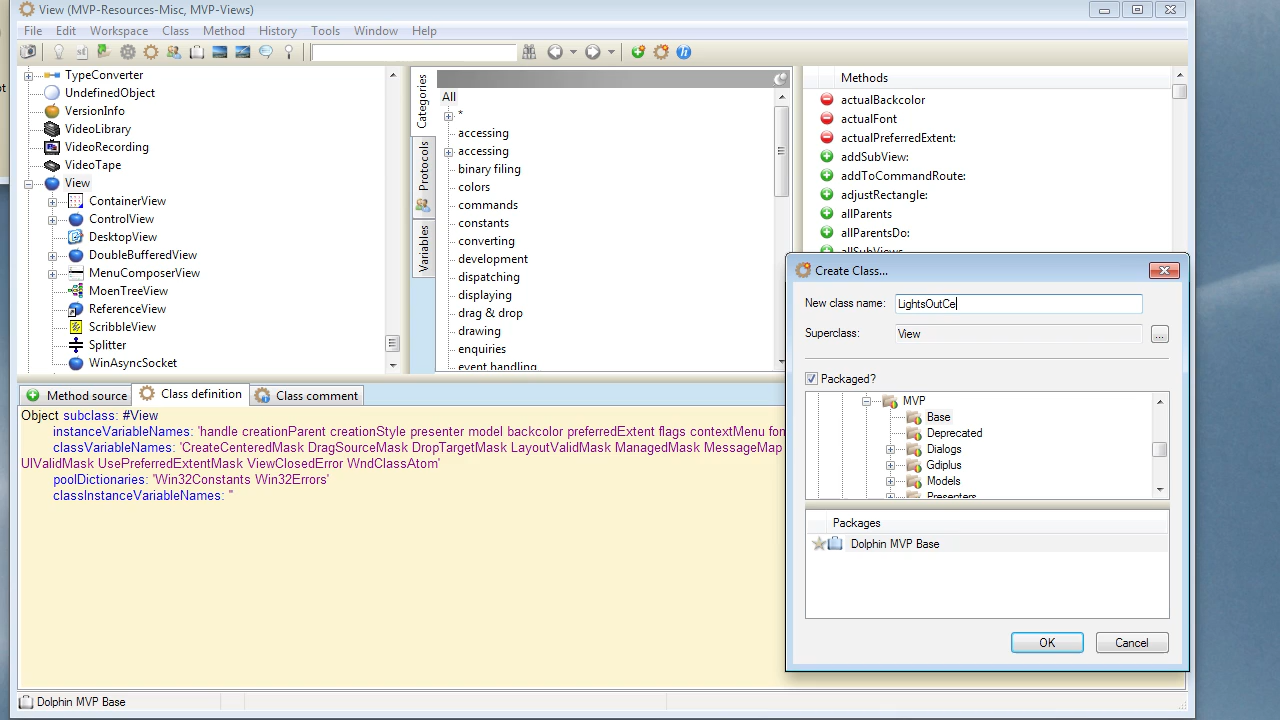 View (MVP-Resources-Misc, MVP-Views)
File Edit Workspace Class Method History Tools Window Help
TypeConverter
UndefinedObject
VersionInfo
VideoLibrary
VideoRecording
VideoTape
View
ContainerView
ControlView
DesktopView
DoubleBufferedView
MenuComposerView
MoenTreeView
ReferenceView
ScribbleView
Splitter
WinAsyncSocket
Categories
Protocols
Variables
All
*
accessing
accessing
binary filing
colors
commands
constants
converting
development
dispatching
displaying
drag & drop
drawing
enquiries
event handling
Methods
actualBackcolor
actualFont
actualPreferredExtent:
addSubView:
addToCommandRoute:
adjustRectangle:
allParents
allParentsDo:
allSubViews
Method source Class definition Class comment
Object subclass: #View
instanceVariableNames: 'handle creationParent creationStyle presenter model backcolor preferredExtent flags contextMenu fon
classVariableNames: 'CreateCenteredMask DragSourceMask DropTargetMask LayoutValidMask ManagedMask MessageMap
UIValidMask UsePreferredExtentMask ViewClosedError WndClassAtom'
poolDictionaries: 'Win32Constants Win32Errors'
classInstanceVariableNames: ''
Create Class...
New class name: LightsOutCe
Superclass: View ...
Packaged?
MVP
Base
Deprecated
Dialogs
Gdiplus
Models
Presenters
Packages
Dolphin MVP Base
OK Cancel
Dolphin MVP Base